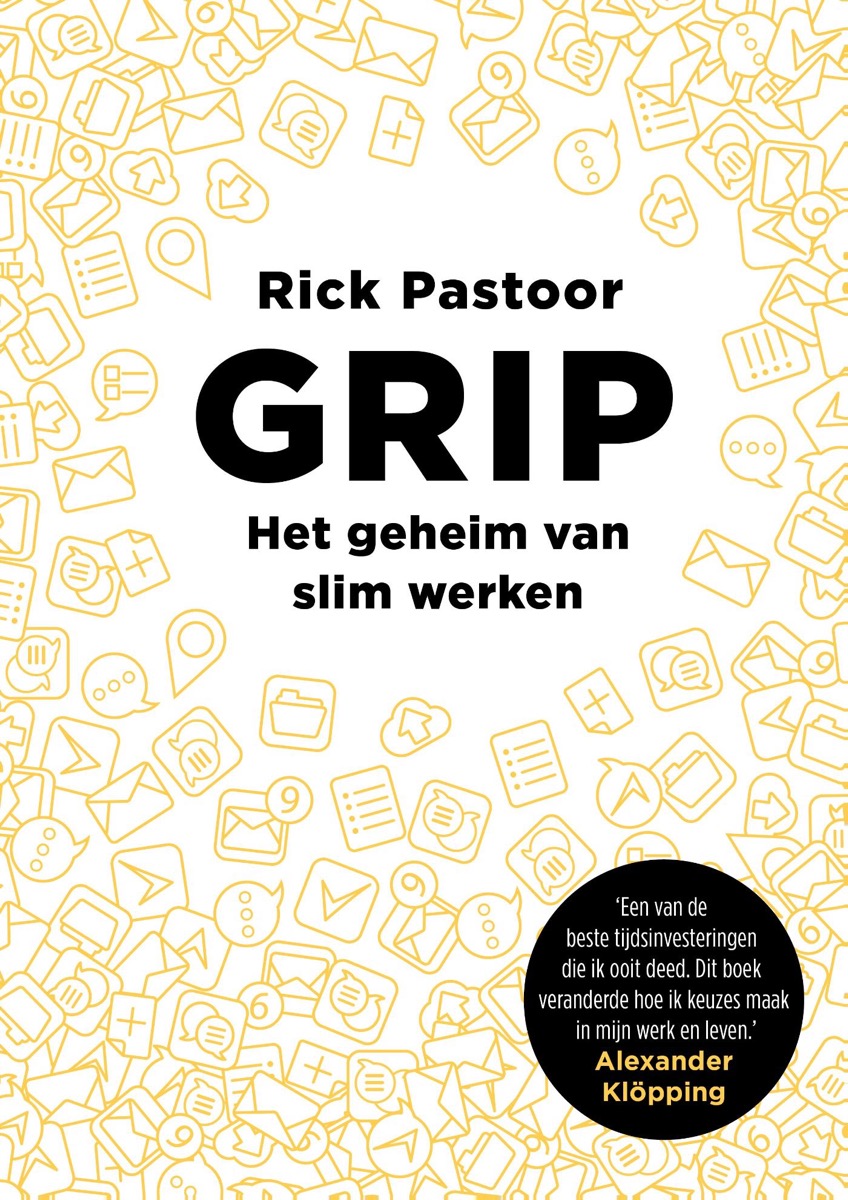 Rick Pastoor
GRIP
Het geheim van
slim werken
‘Een van de
beste tijdsinvesteringen
die ik ooit deed. Dit boek
veranderde hoe ik keuzes maak
in mijn werk en leven.’
Alexander
Klöpping